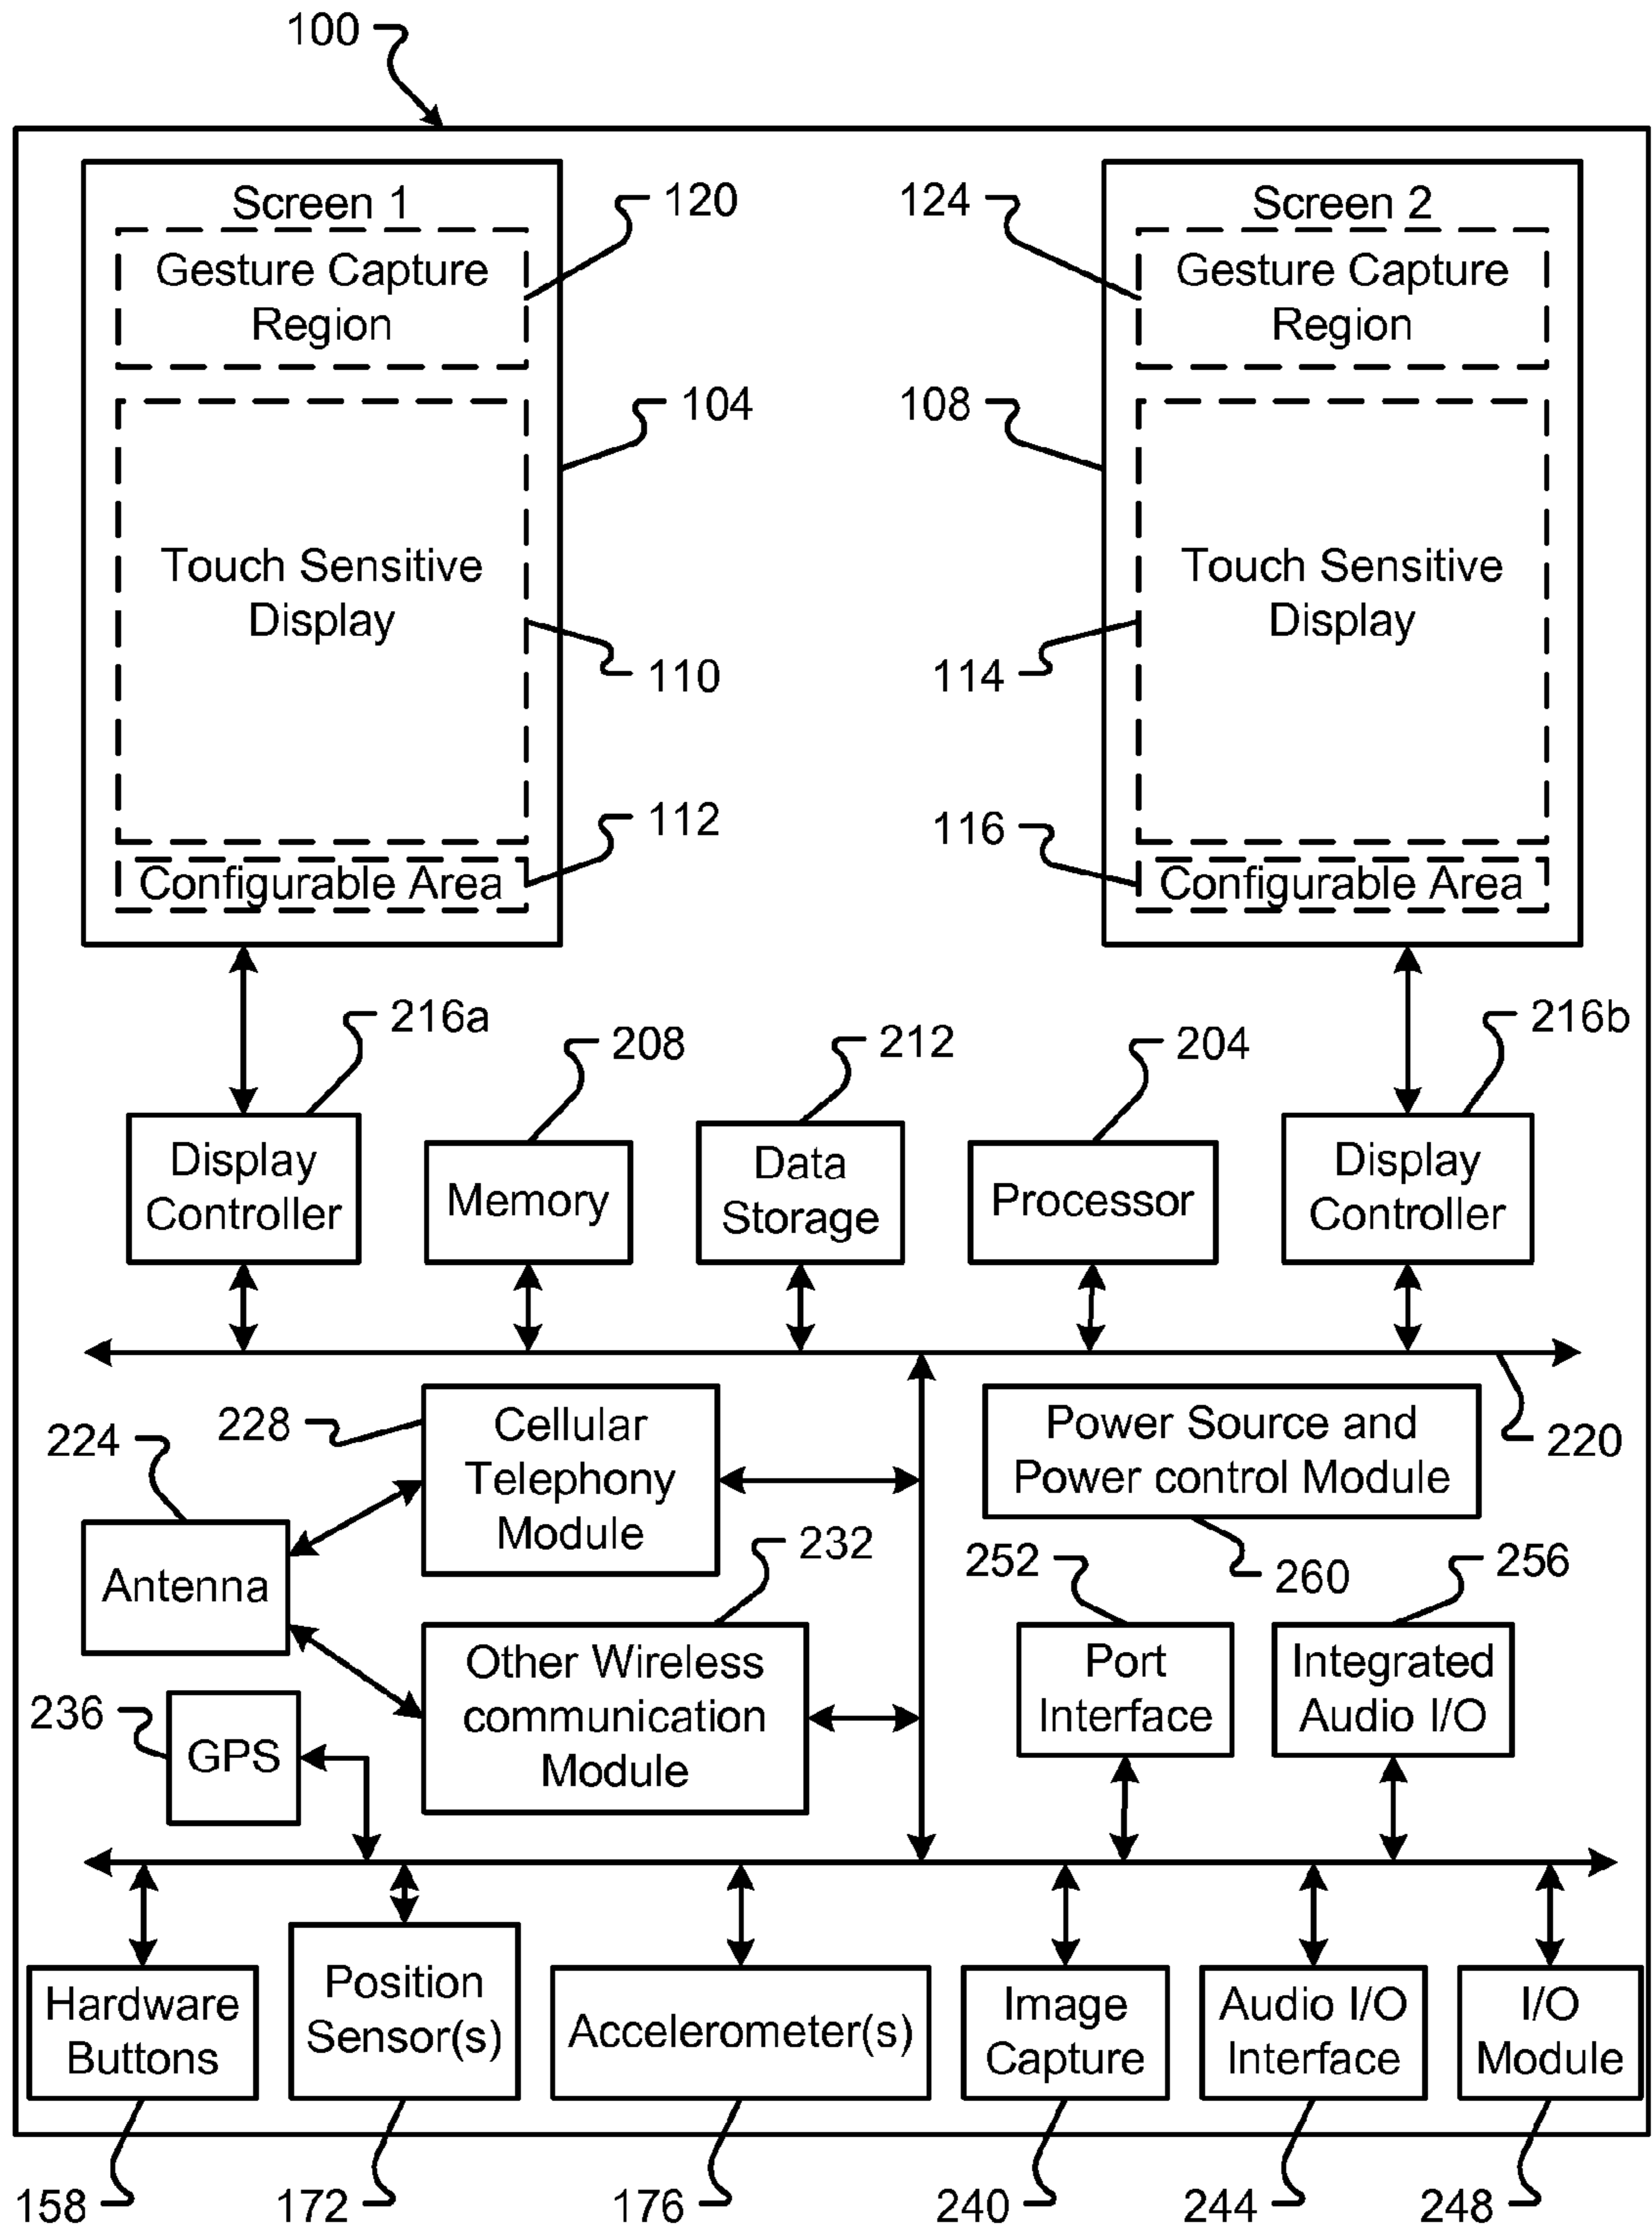 100
Screen 1
120
124
Screen 2
Gesture Capture
Region
Gesture Capture
Region
104
108
Touch Sensitive
Display
Touch Sensitive
Display
110
114
112
116
Configurable Area
Configurable Area
216a
208
212
204
216b
Display
Controller
Memory
Data
Storage
Processor
Display
Controller
228
Cellular
Telephony
Module
Power Source and
Power control Module
220
224
Antenna
232
252
260
256
Other Wireless
communication
Module
Port
Interface
Integrated
Audio I/O
236
GPS
Hardware
Buttons
Position
Sensor(s)
Accelerometer(s)
Image
Capture
Audio I/O
Interface
I/O
Module
158
172
176
240
244
248